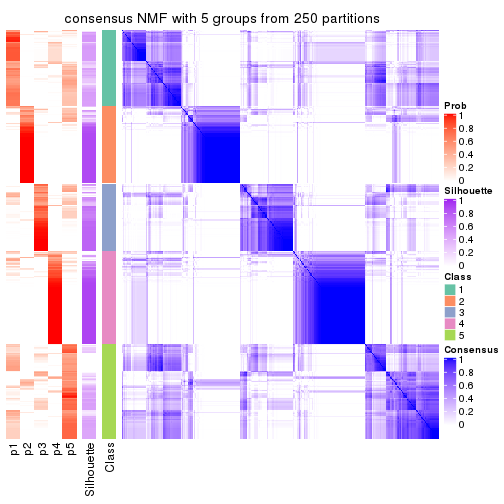 consensus NMF with 5 groups from 250 partitions
Prob
1
0.8
0.6
0.4
0.2
0
Silhouette
1
0.8
0.6
0.4
0.2
0
Class
1
2
3
4
5
Consensus
1
0.8
0.6
0.4
0.2
0
p1
p2
p3
p4
p5
Silhouette
Class